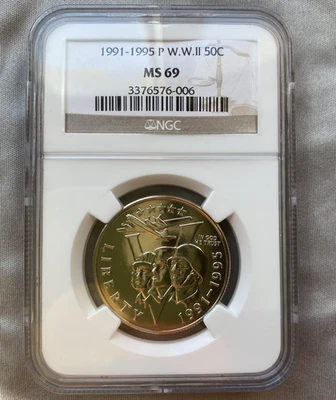 1991-1995 P W.W.II 50C
MS 69
3376576-006
NGC
IN GOD
WE TRUST
LIBERTY
1991-1995